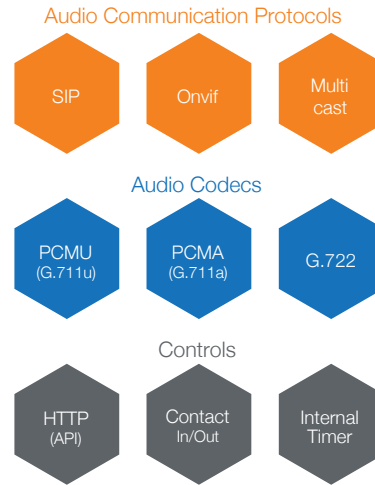 Audio Communication Protocols
SIP
Onvif
Multi
cast
Audio Codecs
PCMU
(G.711u)
PCMA
(G.711a)
G.722
Controls
HTTP
(API)
Contact
In/Out
Internal
Timer